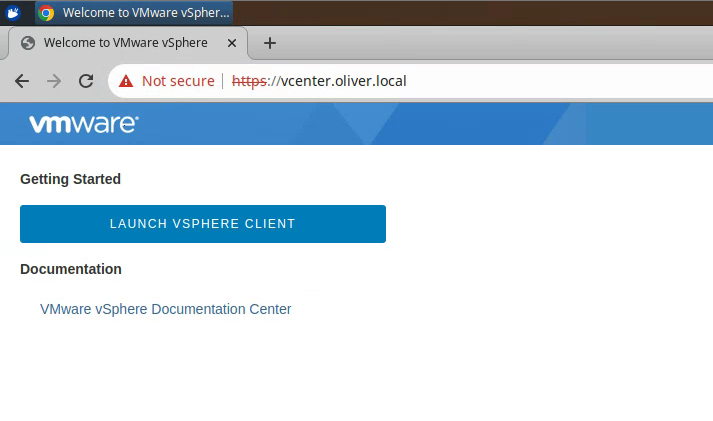 Welcome to VMware vSpher...
Welcome to VMware vSphere
Not secure | https://vcenter.oliver.local
vmware®
Getting Started
LAUNCH VSPHERE CLIENT
Documentation
VMware vSphere Documentation Center